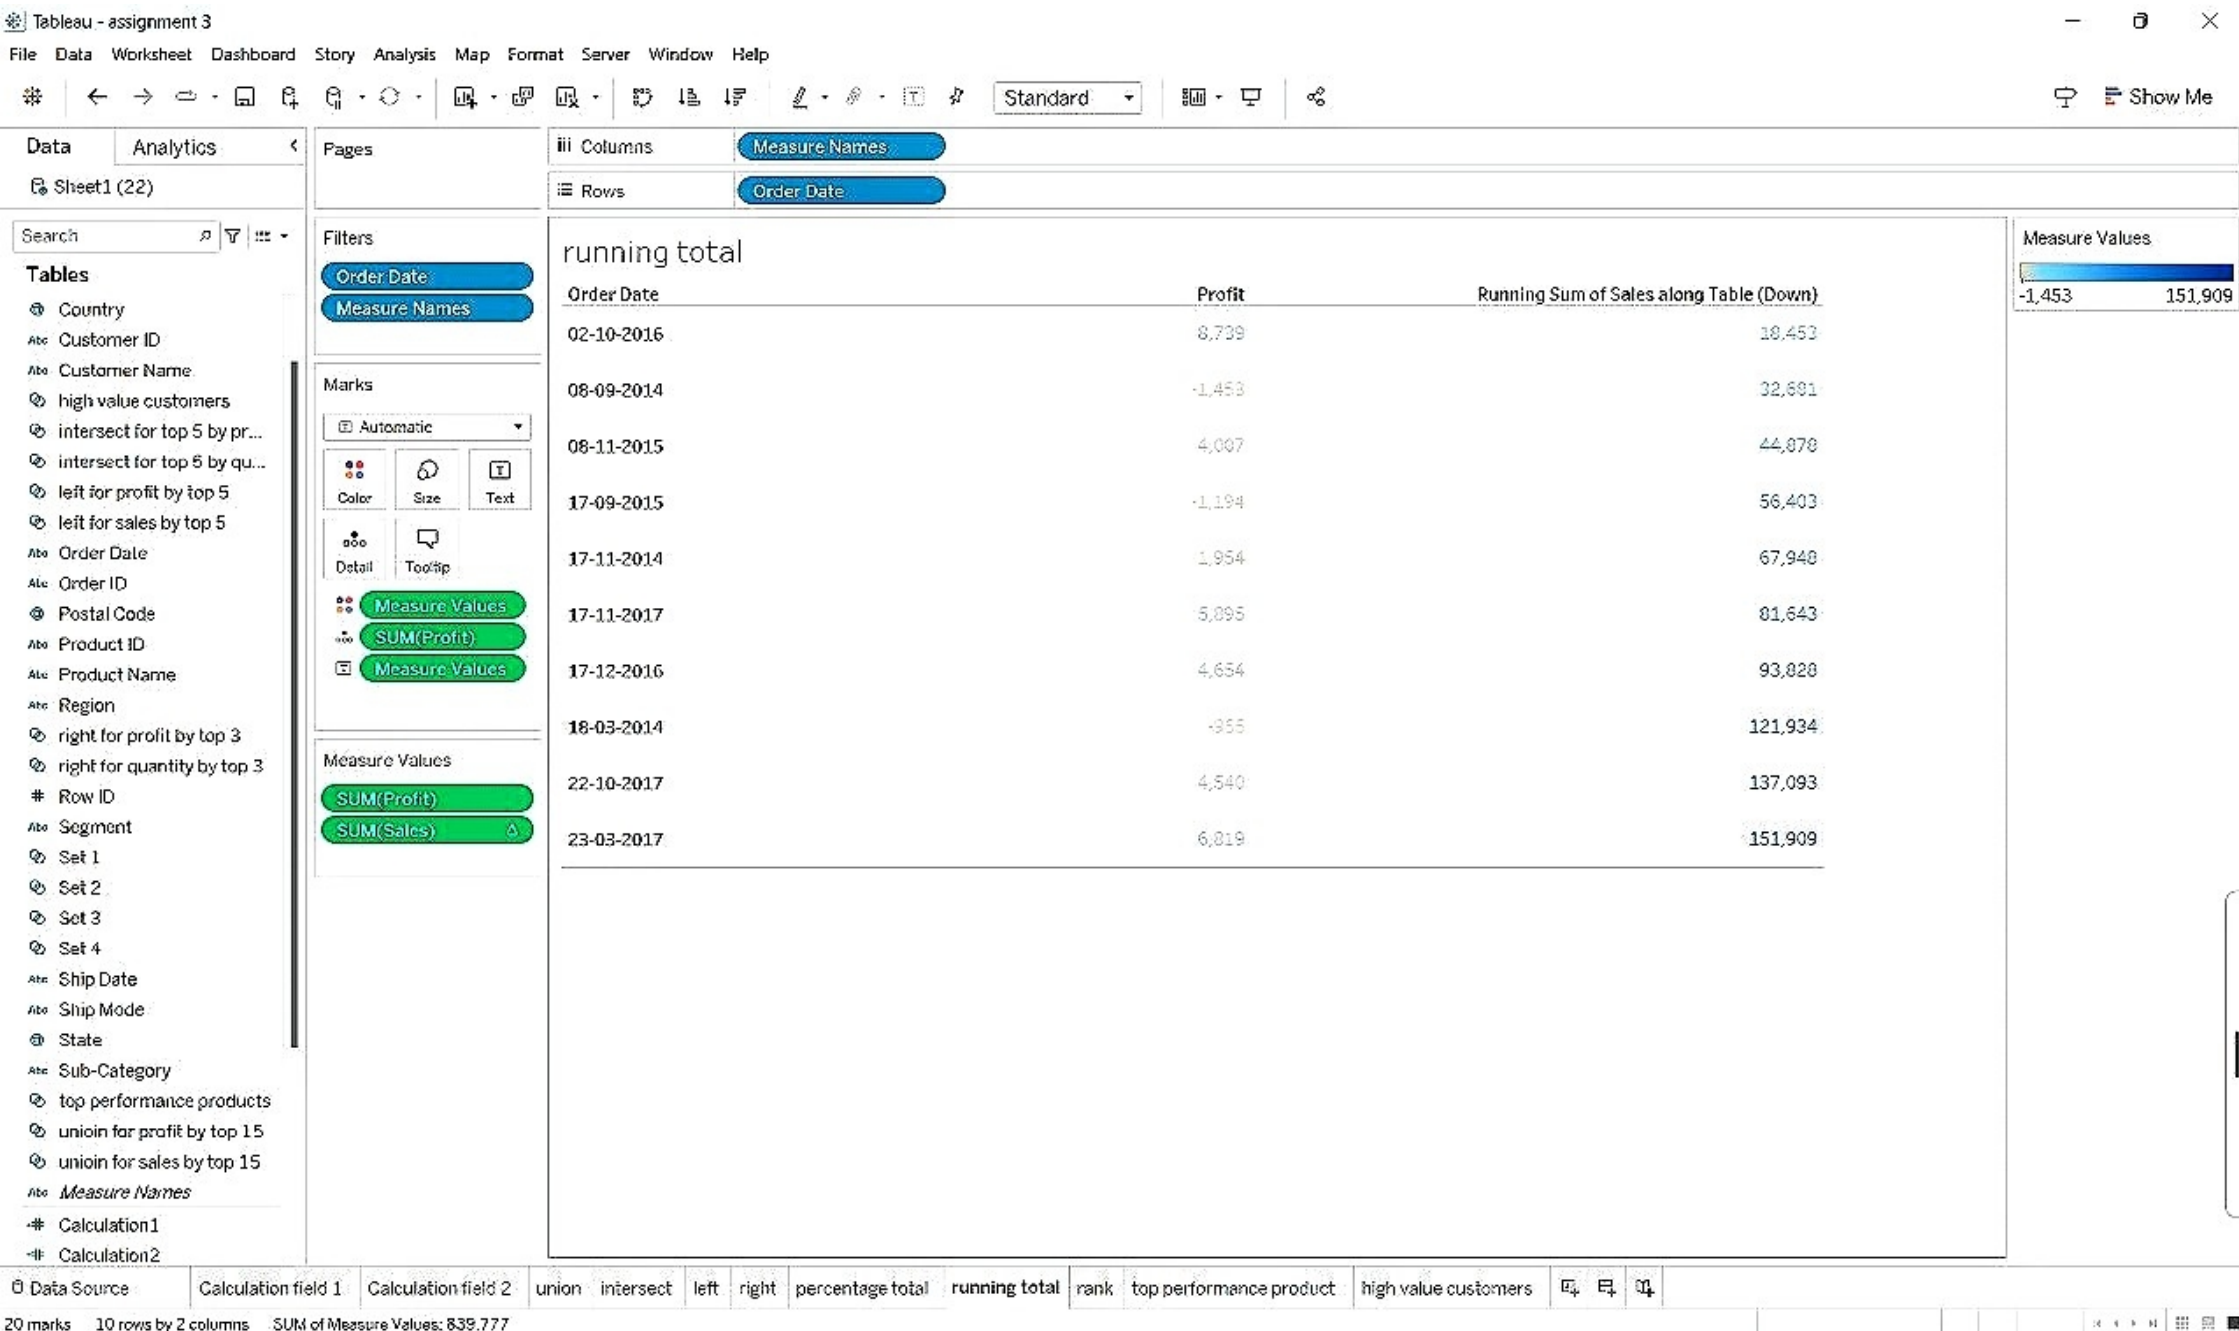 Tableau - assignment 3
File Data Worksheet Dashboard Story Analysis Map Format Server Window Help
Standard
Show Me
Data Analytics
Sheet1 (22)
Search
Tables
Country
Customer ID
Customer Name
high value customers
intersect for top 5 by pr...
intersect for top 5 by qu...
left for profit by top 5
left for sales by top 5
Order Date
Order ID
Postal Code
Product ID
Product Name
Region
right for profit by top 3
right for quantity by top 3
Row ID
Segment
Set 1
Set 2
Set 3
Set 4
Ship Date
Ship Mode
State
Sub-Category
top performance products
unioin for profit by top 15
unioin for sales by top 15
Measure Names
Calculation1
Calculation2
Pages
Filters
Order Date
Measure Names
Marks
Automatic
Color Size Text
Detail Tooltip
Measure Values
SUM(Profit)
Measure Values
Measure Values
SUM(Profit)
SUM(Sales)
Columns Measure Names
Rows Order Date
running total
Order Date Profit Running Sum of Sales along Table (Down)
02-10-2016 8,739 18,453
08-09-2014 -1,453 32,681
08-11-2015 4,087 44,878
17-09-2015 -1,194 56,403
17-11-2014 1,954 67,948
17-11-2017 5,895 81,643
17-12-2016 4,654 93,828
18-03-2014 -955 121,934
22-10-2017 4,540 137,093
23-03-2017 6,819 151,909
Measure Values
-1,453 151,909
Data Source Calculation field 1 Calculation field 2 union intersect left right percentage total running total rank top performance product high value customers
20 marks 10 rows by 2 columns SUM of Measure Values: 839,777